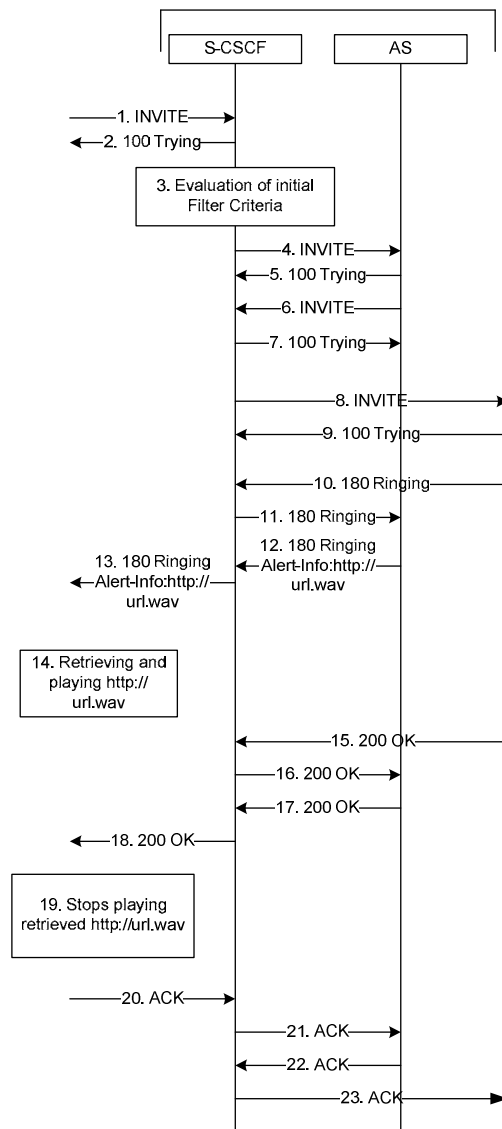 S-CSCF
AS
1. INVITE
2. 100 Trying
3. Evaluation of initial
Filter Criteria
4. INVITE
5. 100 Trying
6. INVITE
7. 100 Trying
8. INVITE
9. 100 Trying
10. 180 Ringing
11. 180 Ringing
12. 180 Ringing
Alert-Info:http://
url.wav
13. 180 Ringing
Alert-Info:http://
url.wav
14. Retrieving and
playing http://
url.wav
15. 200 OK
16. 200 OK
17. 200 OK
18. 200 OK
19. Stops playing
retrieved http://url.wav
20. ACK
21. ACK
22. ACK
23. ACK